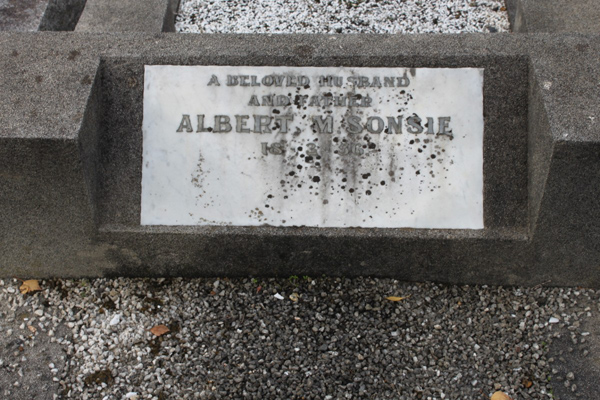 A BELOVED HUSBAND
AND FATHER
ALBERT M SONSIE